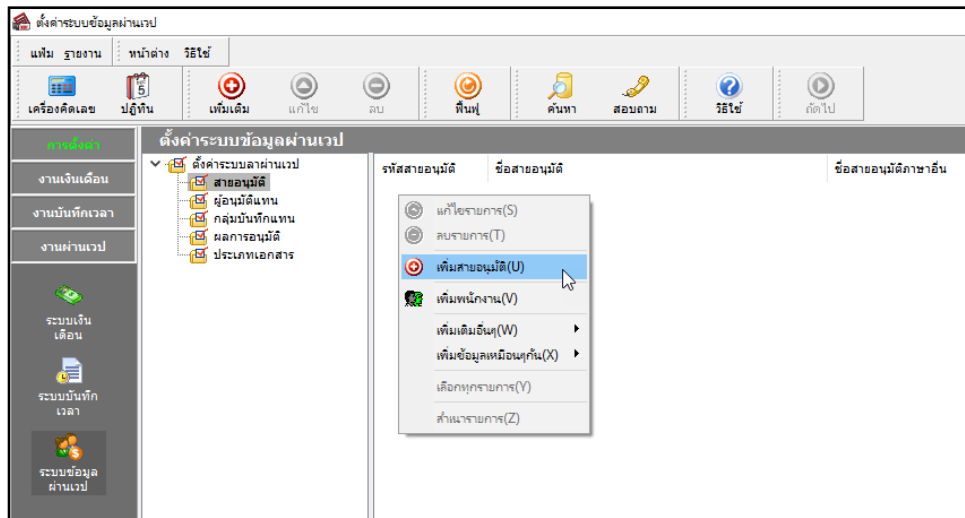 ตั้งค่าระบบข้อมูลผ่านเวป
แฟ้ม รายงาน หน้าต่าง วิธีใช้
เครื่องคิดเลข ปฏิทิน เพิ่มเติม แก้ไข ลบ ฟื้นฟู ค้นหา สอบถาม วิธีใช้ ถัดไป
การตั้งค่า
งานเงินเดือน
งานบันทึกเวลา
งานผ่านเวป
ระบบเงิน
เดือน
ระบบบันทึก
เวลา
ระบบข้อมูล
ผ่านเวป
ตั้งค่าระบบข้อมูลผ่านเวป
ตั้งค่าระบบลาผ่านเวป
สายอนุมัติ
ผู้อนุมัติแทน
กลุ่มบันทึกแทน
ผลการอนุมัติ
ประเภทเอกสาร
รหัสสายอนุมัติ ชื่อสายอนุมัติ ชื่อสายอนุมัติภาษาอื่น
แก้ไขรายการ(S)
ลบรายการ(T)
เพิ่มสายอนุมัติ(U)
เพิ่มพนักงาน(V)
เพิ่มเติมอื่นๆ(W)
เพิ่มข้อมูลเหมือนๆกัน(X)
เลือกทุกรายการ(Y)
สำเนารายการ(Z)